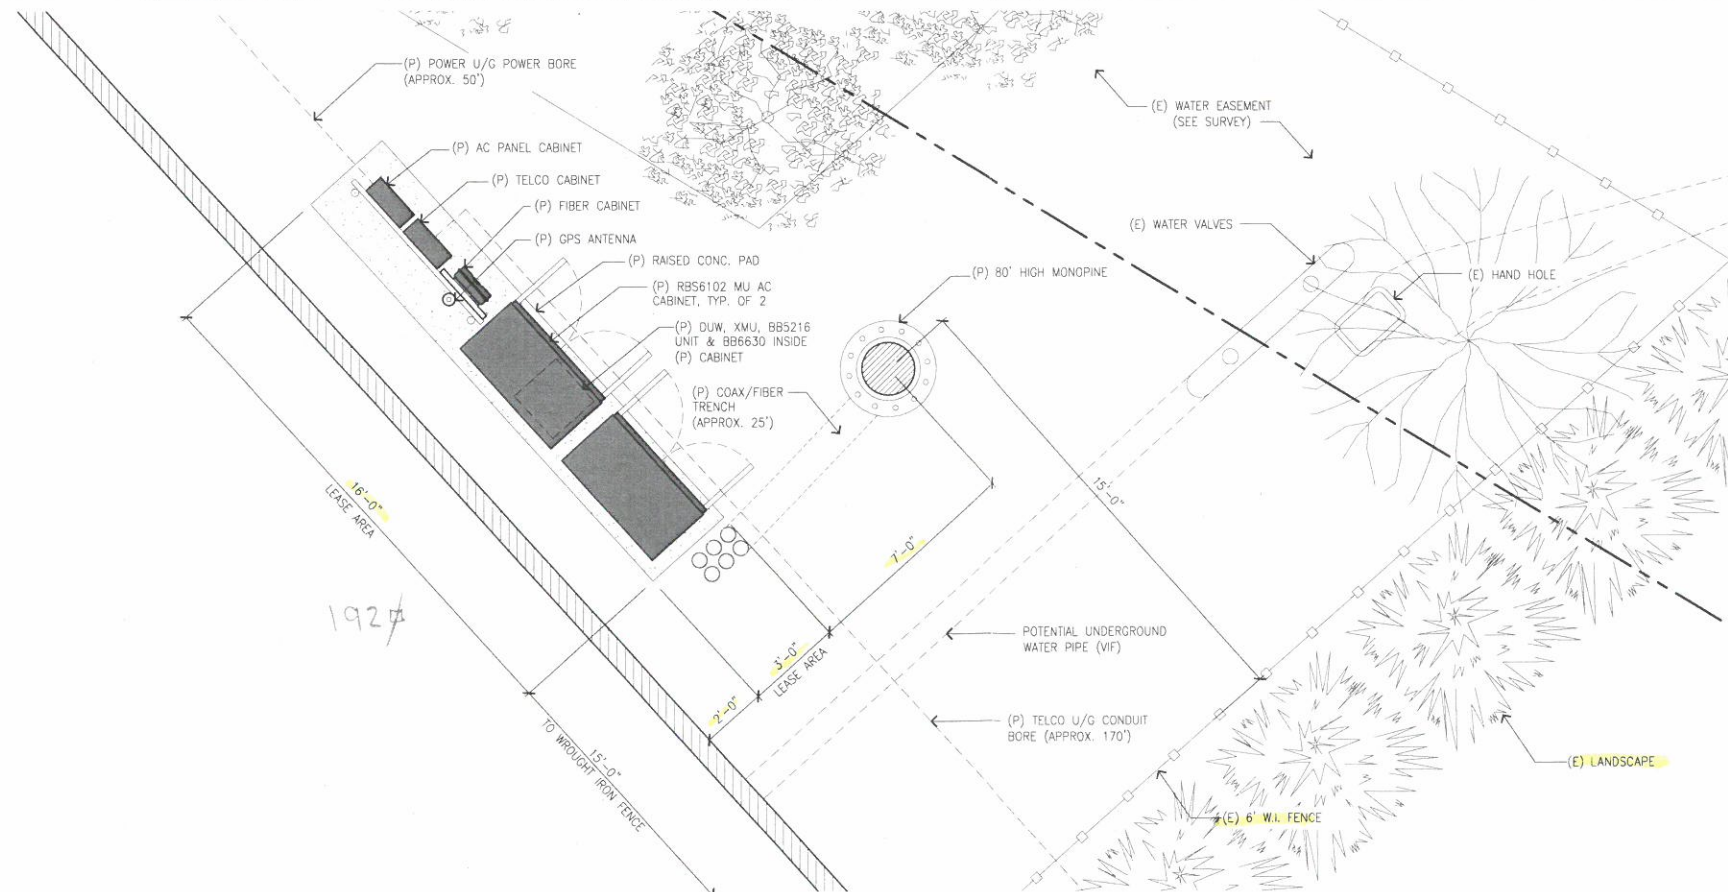 (P) POWER U/G POWER BORE
(APPROX. 50')
(E) WATER EASEMENT
(SEE SURVEY)
(P) AC PANEL CABINET
(P) TELCO CABINET
(P) FIBER CABINET
(P) GPS ANTENNA
(E) WATER VALVES
(P) RAISED CONC. PAD
(P) 80' HIGH MONOPINE
(E) HAND HOLE
(P) RBS6102 MU AC
CABINET, TYP. OF 2
(P) DUW, XMU, BB5216
UNIT & BB6630 INSIDE
(P) CABINET
(P) COAX/FIBER
TRENCH
(APPROX. 25')
16'-0"
LEASE AREA
15'-0"
7'-0"
192
POTENTIAL UNDERGROUND
WATER PIPE (VIF)
3'-0"
LEASE AREA
2'-0"
(P) TELCO U/G CONDUIT
BORE (APPROX. 170')
15'-0"
TO WROUGHT IRON FENCE
(E) LANDSCAPE
(E) 6' W.I. FENCE